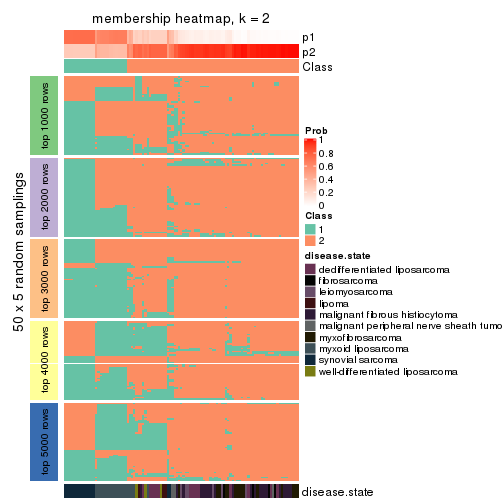 membership heatmap, k = 2
p1
p2
Class
50 x 5 random samplings
top 1000 rows
top 2000 rows
top 3000 rows
top 4000 rows
top 5000 rows
Prob
1
0.8
0.6
0.4
0.2
0
Class
1
2
disease.state
dedifferentiated liposarcoma
fibrosarcoma
leiomyosarcoma
lipoma
malignant fibrous histiocytoma
malignant peripheral nerve sheath tumo
myxofibrosarcoma
myxoid liposarcoma
synovial sarcoma
well-differentiated liposarcoma
disease.state